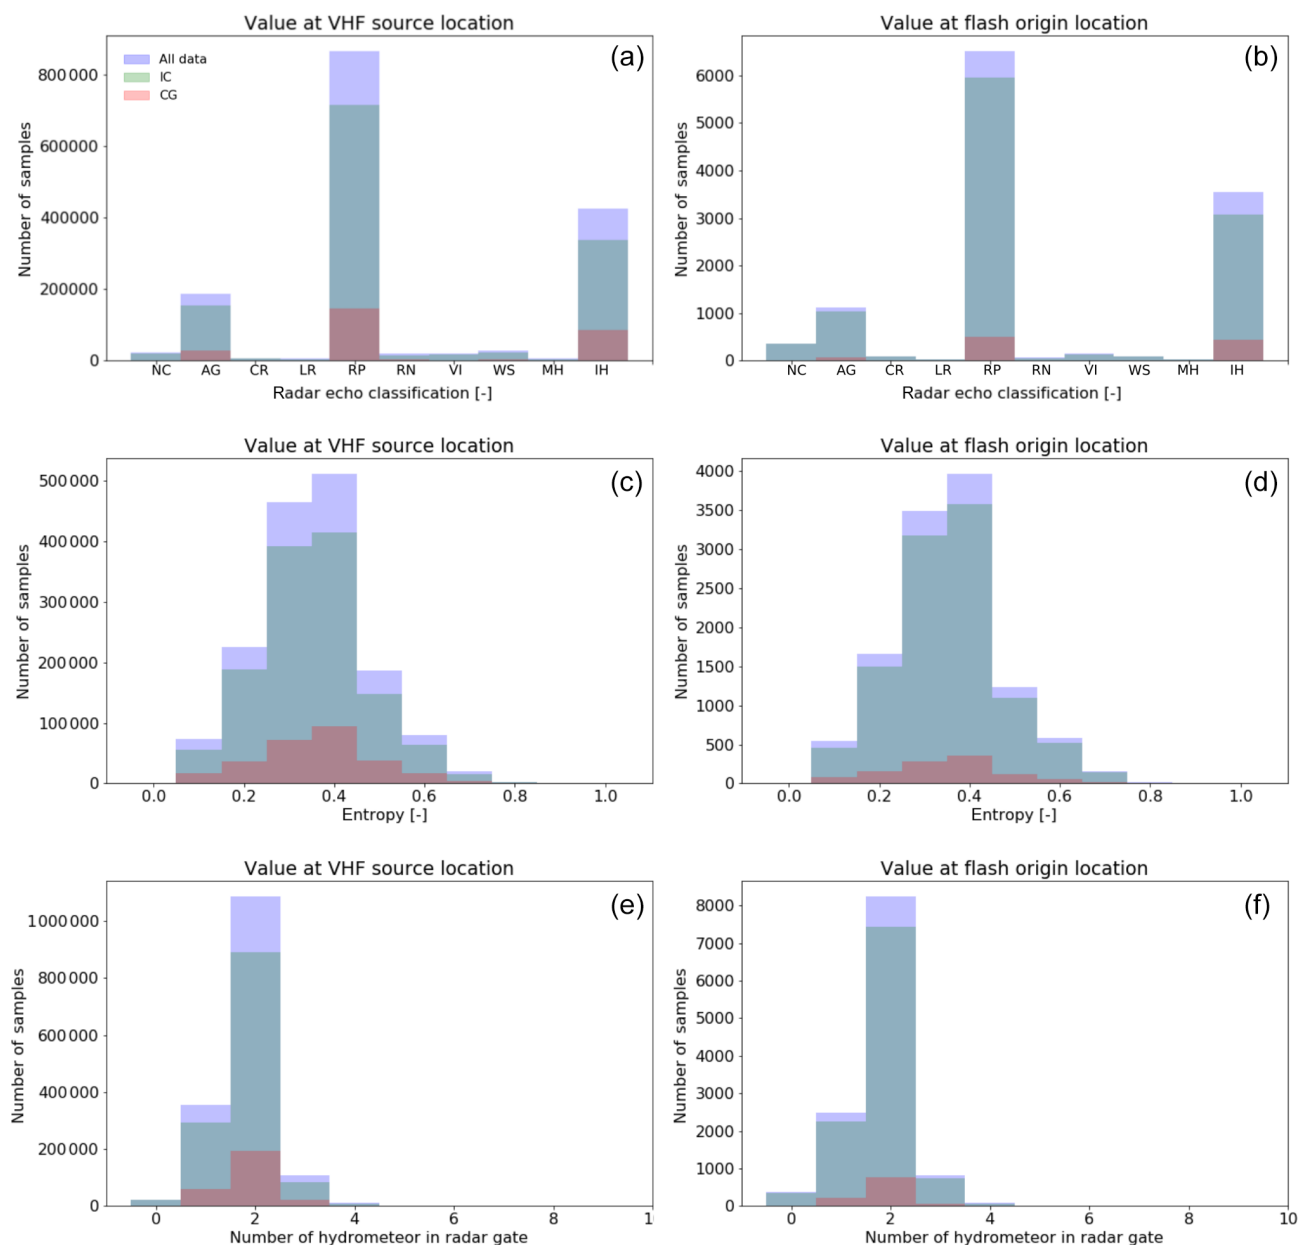 Value at VHF source location
(a)
All data
IC
CG
800 000
600 000
400 000
200 000
0
Number of samples
NC AG CR LR RP RN VI WS MH IH
Radar echo classification [-]
Value at flash origin location
(b)
6000
5000
4000
3000
2000
1000
0
Number of samples
NC AG CR LR RP RN VI WS MH IH
Radar echo classification [-]
Value at VHF source location
(c)
500 000
400 000
300 000
200 000
100 000
0
Number of samples
0.0 0.2 0.4 0.6 0.8 1.0
Entropy [-]
Value at flash origin location
(d)
4000
3500
3000
2500
2000
1500
1000
500
0
Number of samples
0.0 0.2 0.4 0.6 0.8 1.0
Entropy [-]
Value at VHF source location
(e)
1000 000
800 000
600 000
400 000
200 000
0
Number of samples
0 2 4 6 8 1
Number of hydrometeor in radar gate
Value at flash origin location
(f)
8000
7000
6000
5000
4000
3000
2000
1000
0
Number of samples
0 2 4 6 8 10
Number of hydrometeor in radar gate